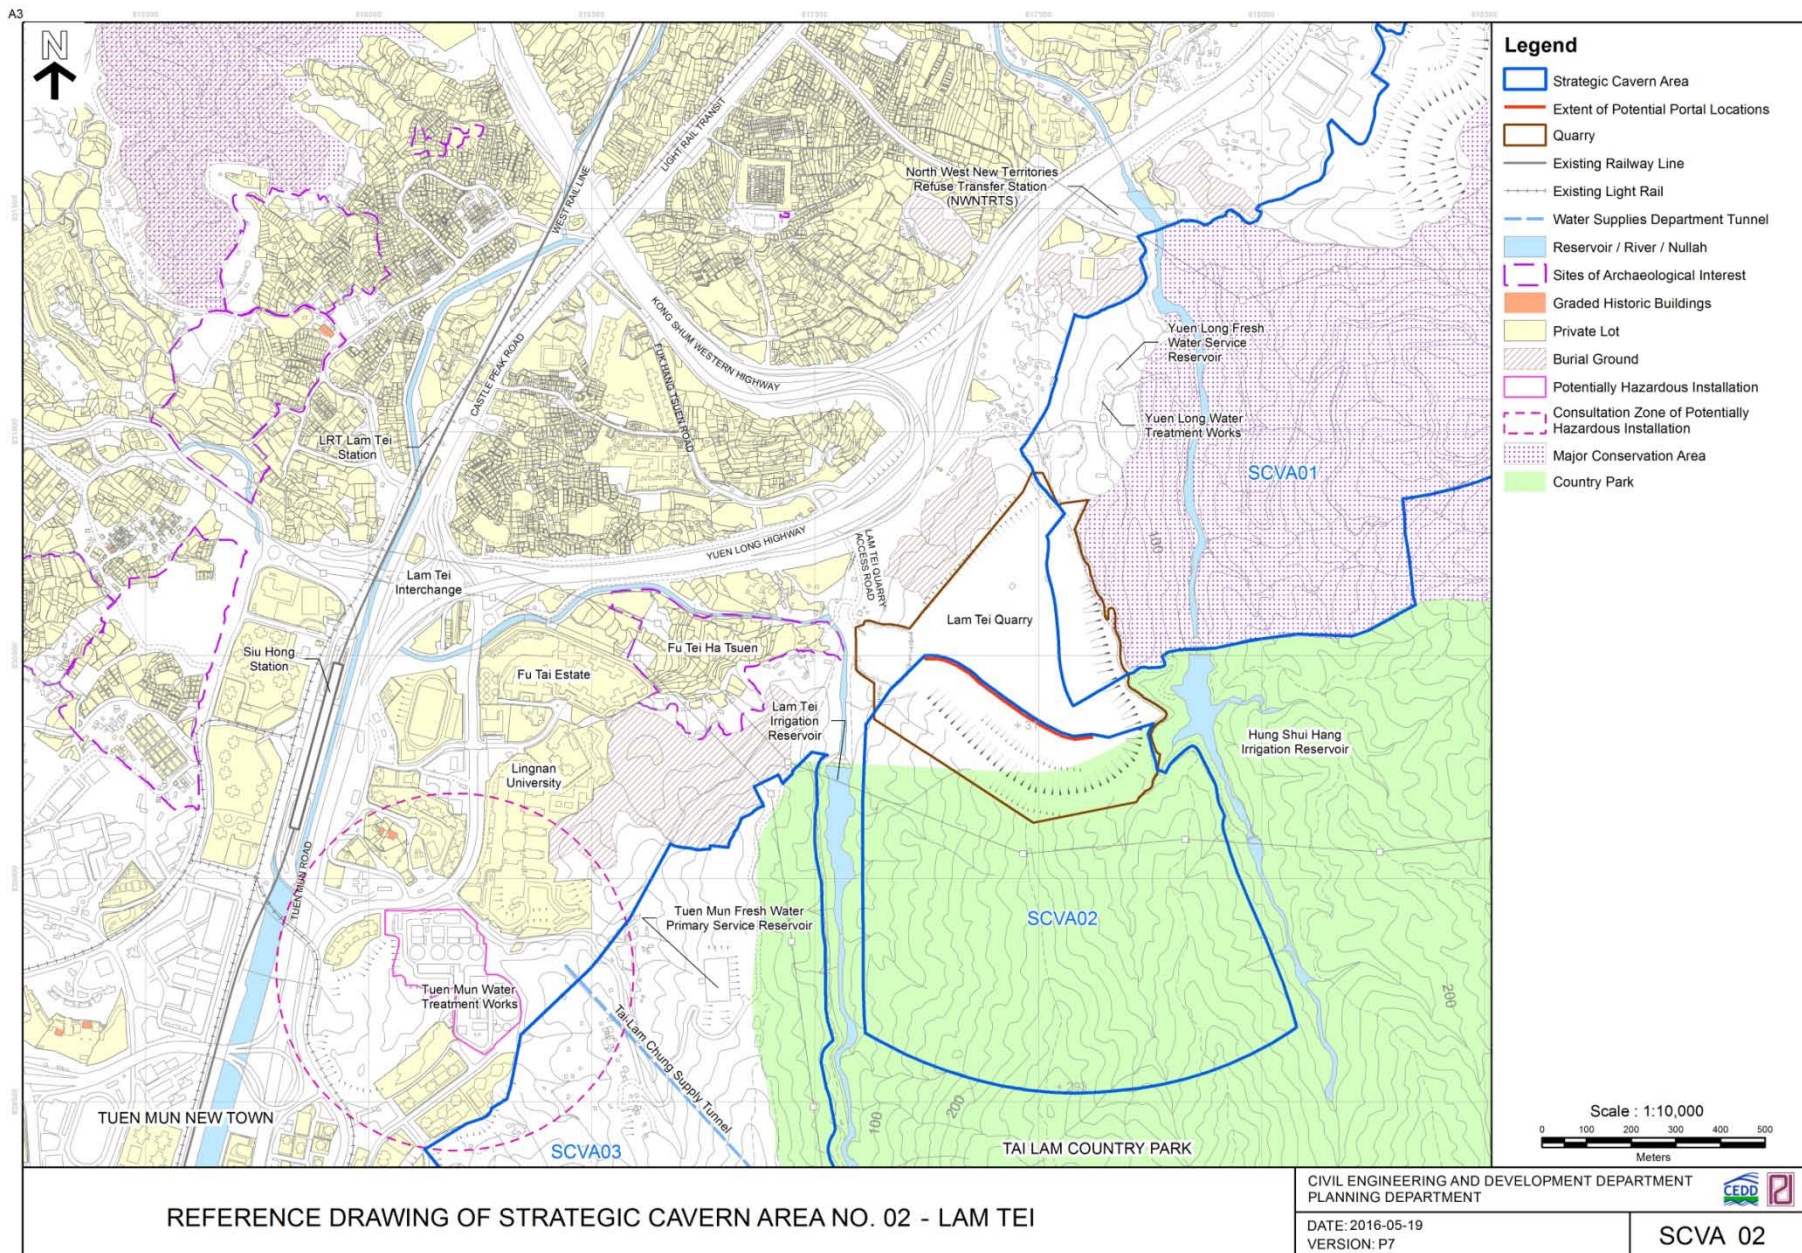 A3
N
WEST RAIL LINE
LIGHT RAIL TRANSIT
North West New Territories
Refuse Transfer Station
(NWNTRTS)
KONG SHUM WESTERN HIGHWAY
CASTLE PEAK ROAD
FUK HANG TSUEN ROAD
Yuen Long Fresh
Water Service
Reservoir
Yuen Long Water
Treatment Works
LRT Lam Tei
Station
SCVA01
100
YUEN LONG HIGHWAY
LAM TEI QUARRY
ACCESS ROAD
Lam Tei
Interchange
Lam Tei Quarry
Siu Hong
Station
Fu Tei Ha Tsuen
Fu Tai Estate
Lam Tei
Irrigation
Reservoir
Hung Shui Hang
Irrigation Reservoir
Lingnan
University
TUEN MUN ROAD
Tuen Mun Fresh Water
Primary Service Reservoir
SCVA02
Tuen Mun Water
Treatment Works
200
Tai Lam Chung Supply Tunnel
293
200
100
TUEN MUN NEW TOWN
SCVA03
TAI LAM COUNTRY PARK
Legend
Strategic Cavern Area
Extent of Potential Portal Locations
Quarry
Existing Railway Line
Existing Light Rail
Water Supplies Department Tunnel
Reservoir / River / Nullah
Sites of Archaeological Interest
Graded Historic Buildings
Private Lot
Burial Ground
Potentially Hazardous Installation
Consultation Zone of Potentially
Hazardous Installation
Major Conservation Area
Country Park
Scale : 1:10,000
0 100 200 300 400 500
Meters
REFERENCE DRAWING OF STRATEGIC CAVERN AREA NO. 02 - LAM TEI
CIVIL ENGINEERING AND DEVELOPMENT DEPARTMENT
PLANNING DEPARTMENT
CEDD
DATE: 2016-05-19
VERSION: P7
SCVA 02